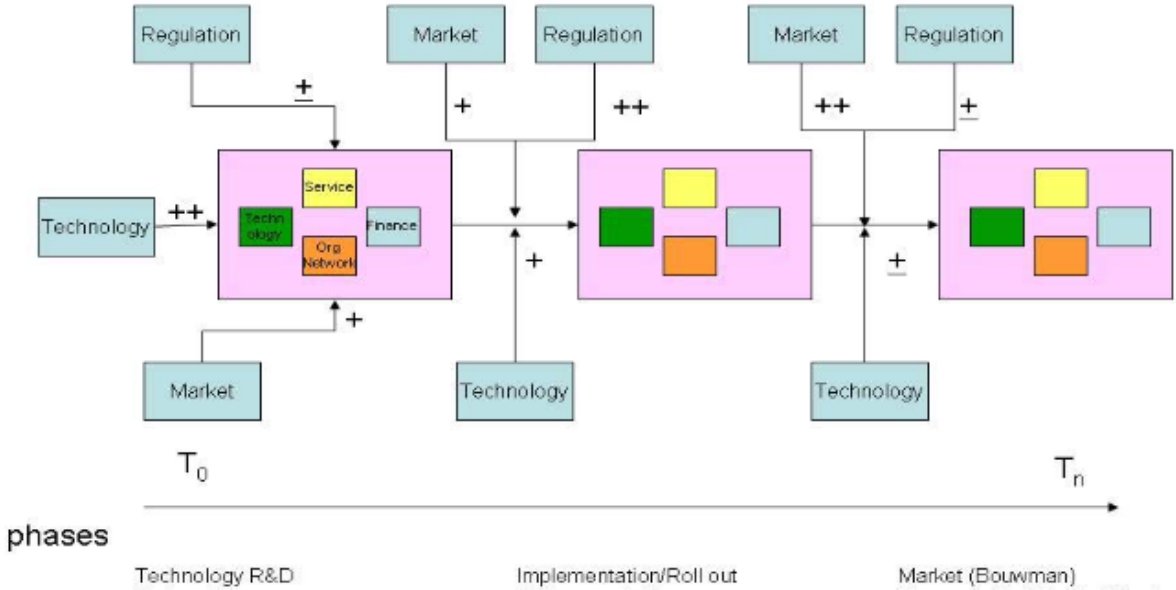 Regulation
Market
Regulation
Market
Regulation
±
+
++
++
±
Service
Technology
++
Techn
ology
Finance
Org
Network
+
±
+
Market
Technology
Technology
T0
Tn
phases
Technology R&D
Implementation/Roll out
Market (Bouwman)